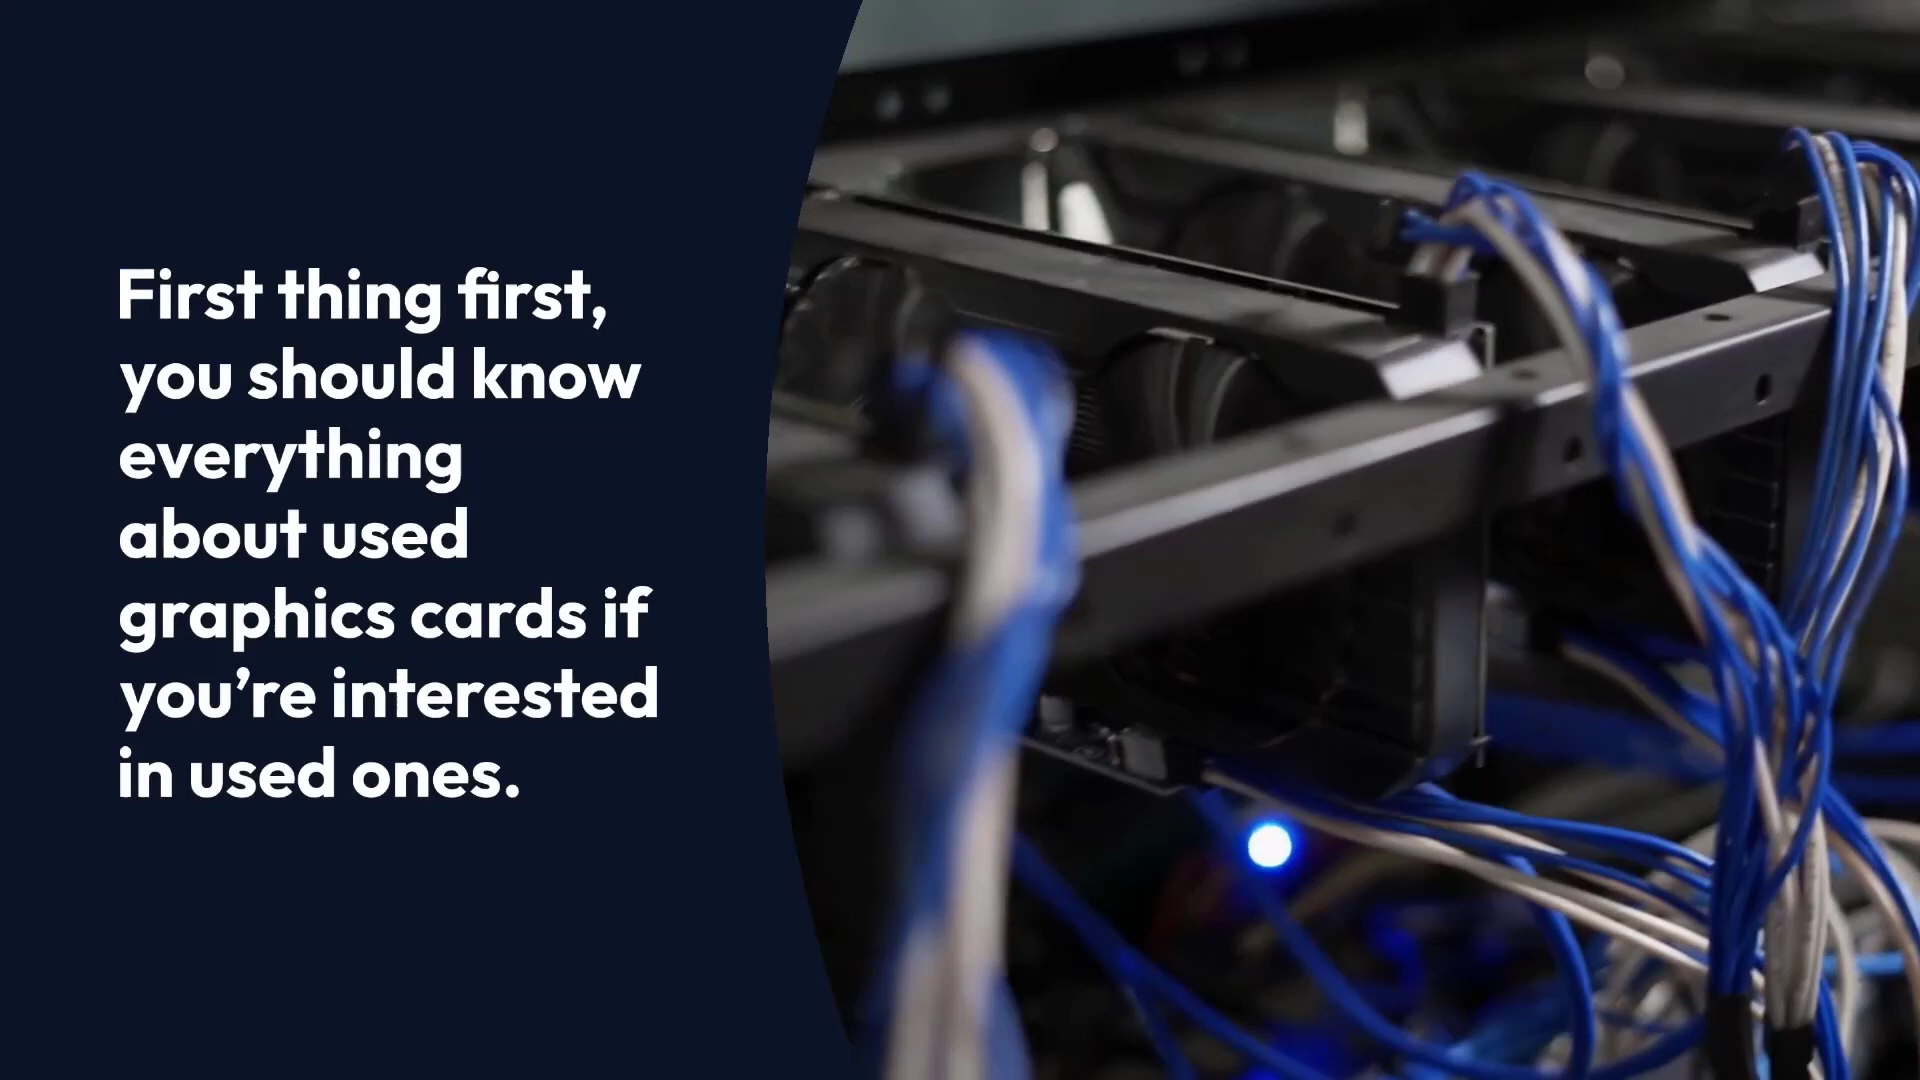 First thing first,
you should know
everything
about used
graphics cards if
you’re interested
in used ones.